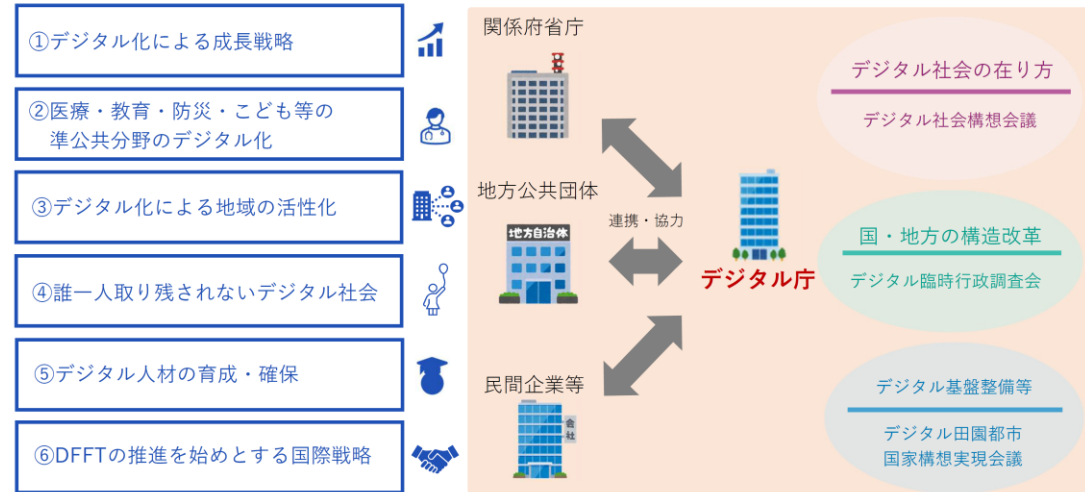 ①デジタル化による成長戦略
②医療・教育・防災・こども等の
準公共分野のデジタル化
③デジタル化による地域の活性化
④誰一人取り残されないデジタル社会
⑤デジタル人材の育成・確保
⑥DFFTの推進を始めとする国際戦略
関係府省庁
地方公共団体
地方自治体
民間企業等
会社
連携・協力
デジタル庁
デジタル社会の在り方
デジタル社会構想会議
国・地方の構造改革
デジタル臨時行政調査会
デジタル基盤整備等
デジタル田園都市
国家構想実現会議